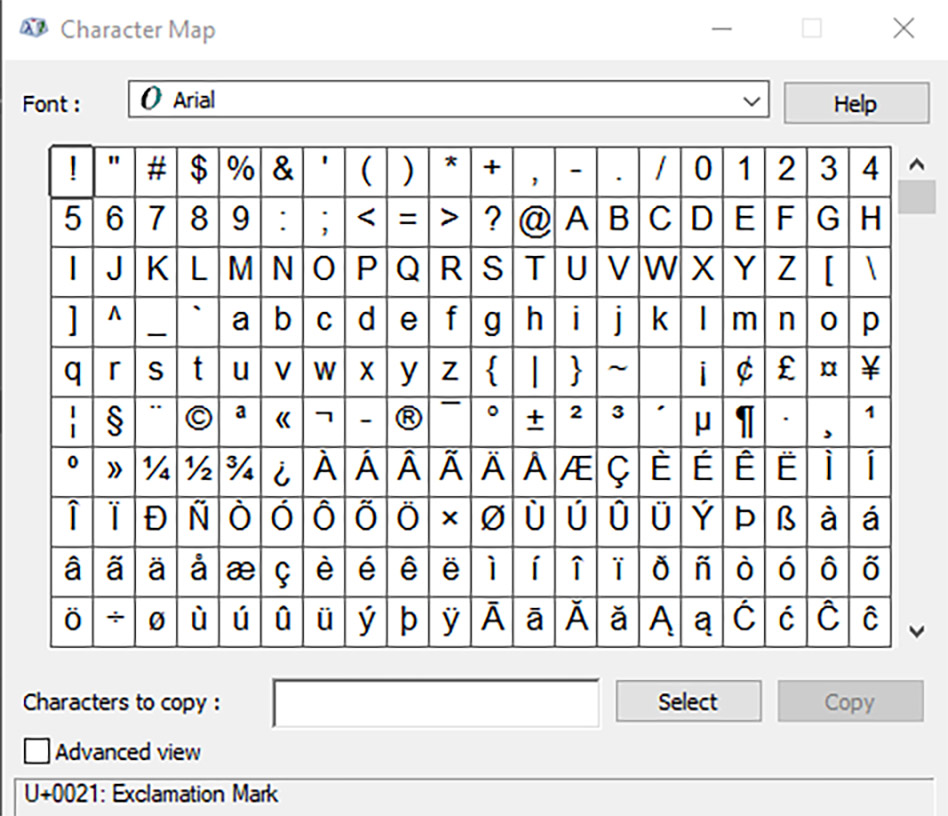 Character Map
Font : Arial Help
! " # $ % & ' ( ) * + , - . / 0 1 2 3 4
5 6 7 8 9 : ; < = > ? @ A B C D E F G H
I J K L M N O P Q R S T U V W X Y Z [ \
] ^ _ ` a b c d e f g h i j k l m n o p
q r s t u v w x y z { | } ~ ¡ ¢ £ ¤ ¥
¦ § ¨ © ª « ¬ - ® ¯ ° ± ² ³ ´ µ ¶ · ¸ ¹
º » ¼ ½ ¾ ¿ À Á Â Ã Ä Å Æ Ç È É Ê Ë Ì Í
Î Ï Ð Ñ Ò Ó Ô Õ Ö × Ø Ù Ú Û Ü Ý Þ ß à á
â ã ä å æ ç è é ê ë ì í î ï ð ñ ò ó ô õ
ö ÷ ø ù ú û ü ý þ ÿ Ā ā Ă ă Ą ą Ć ć Ĉ ĉ
Characters to copy : Select Copy
Advanced view
U+0021: Exclamation Mark